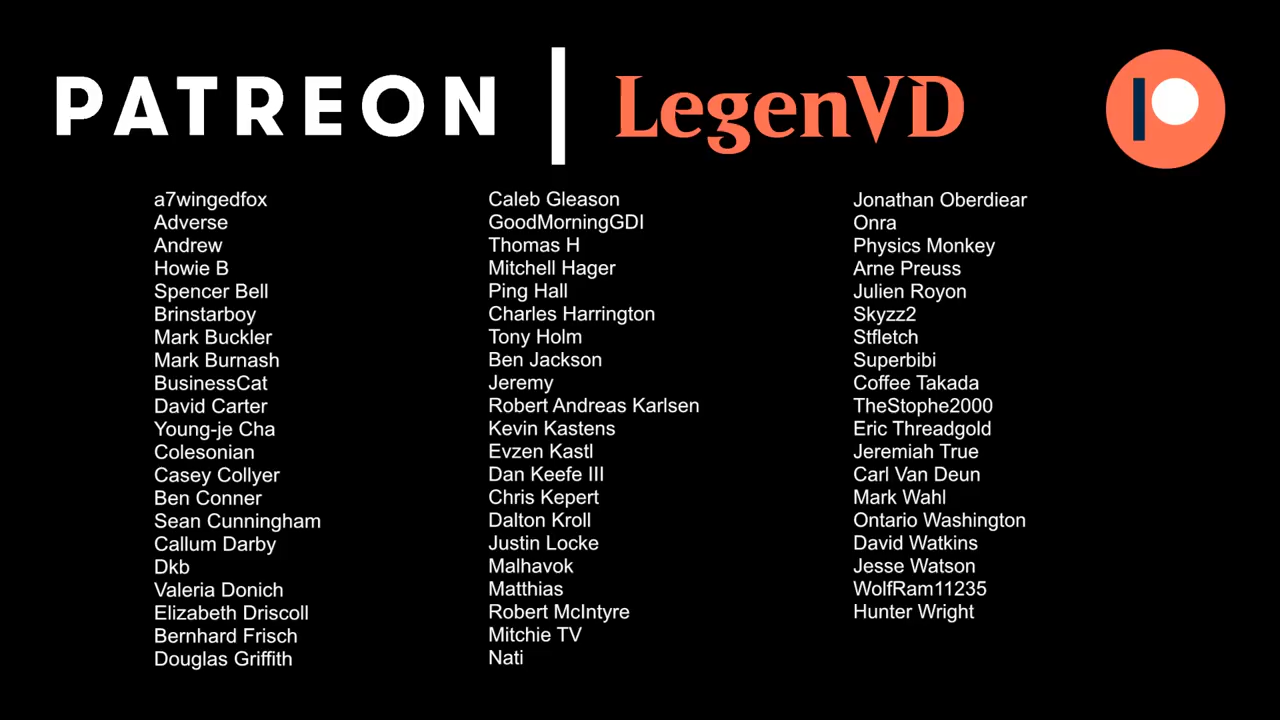 PATREON | LegenVD
a7wingedfox
Adverse
Andrew
Howie B
Spencer Bell
Brinstarboy
Mark Buckler
Mark Burnash
BusinessCat
David Carter
Young-je Cha
Colesonian
Casey Collyer
Ben Conner
Sean Cunningham
Callum Darby
Dkb
Valeria Donich
Elizabeth Driscoll
Bernhard Frisch
Douglas Griffith
Caleb Gleason
GoodMorningGDI
Thomas H
Mitchell Hager
Ping Hall
Charles Harrington
Tony Holm
Ben Jackson
Jeremy
Robert Andreas Karlsen
Kevin Kastens
Evzen Kastl
Dan Keefe III
Chris Kepert
Dalton Kroll
Justin Locke
Malhavok
Matthias
Robert McIntyre
Mitchie TV
Nati
Jonathan Oberdiear
Onra
Physics Monkey
Arne Preuss
Julien Royon
Skyzz2
Stfletch
Superbibi
Coffee Takada
TheStophe2000
Eric Threadgold
Jeremiah True
Carl Van Deun
Mark Wahl
Ontario Washington
David Watkins
Jesse Watson
WolfRam11235
Hunter Wright